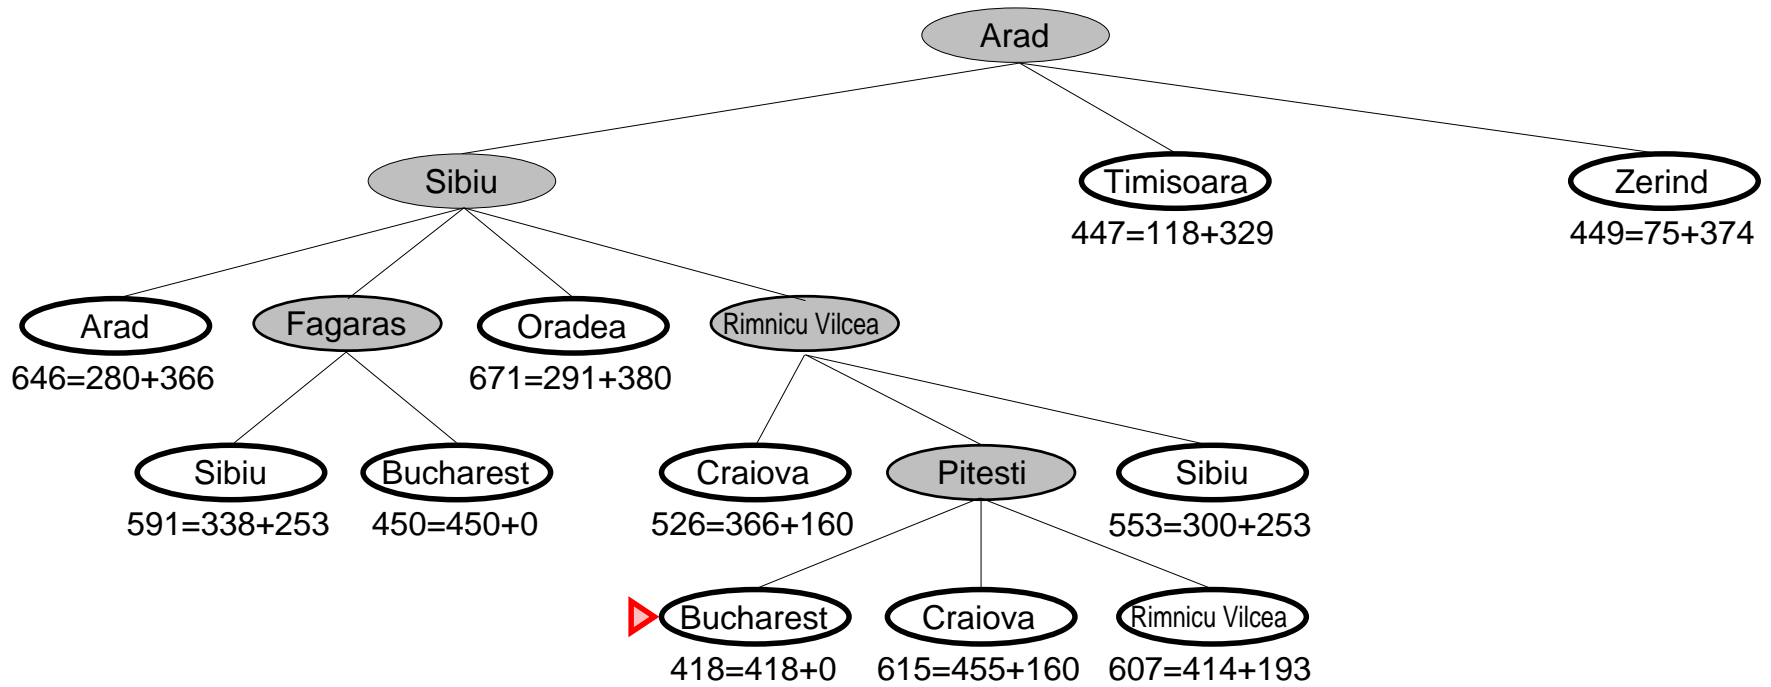 Arad
Sibiu
Timisoara
Zerind
447=118+329
449=75+374
Arad
Fagaras
Oradea
Rimnicu Vilcea
646=280+366
671=291+380
Sibiu
Bucharest
Craiova
Pitesti
Sibiu
591=338+253
450=450+0
526=366+160
553=300+253
Bucharest
Craiova
Rimnicu Vilcea
418=418+0
615=455+160
607=414+193